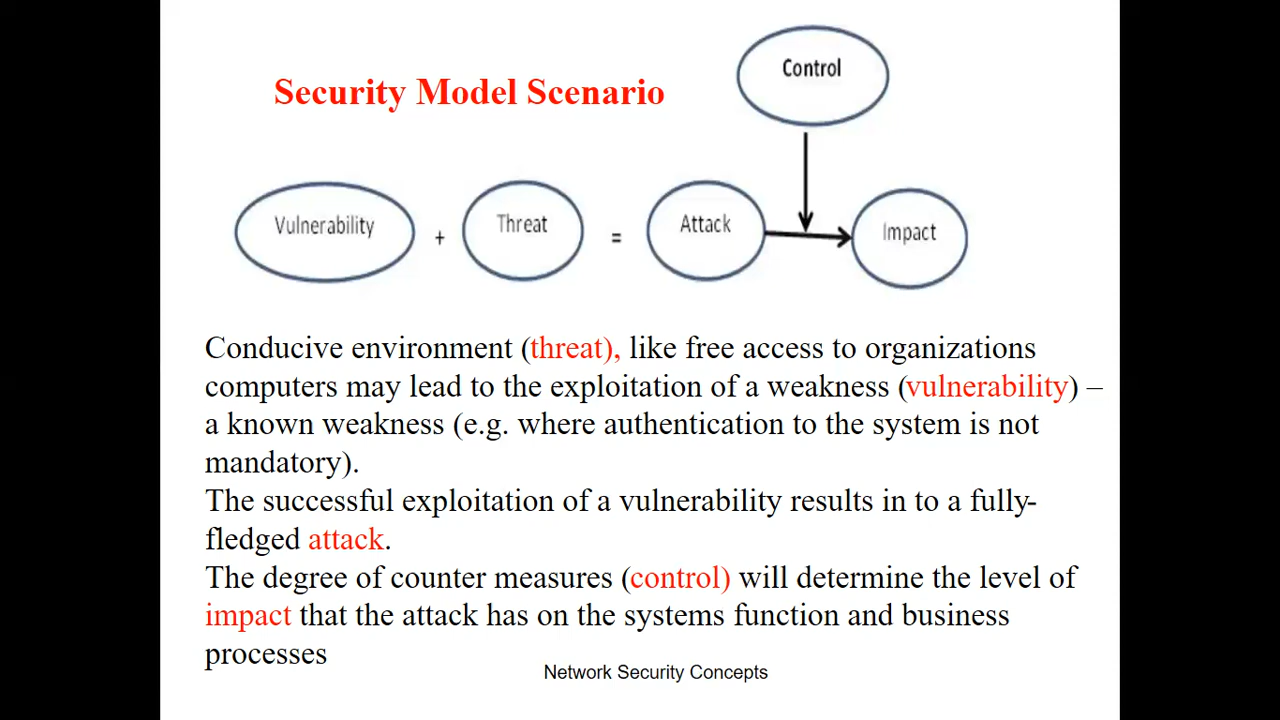 Control
Security Model Scenario
Vulnerability + Threat = Attack Impact
Conducive environment (threat), like free access to organizations
computers may lead to the exploitation of a weakness (vulnerability) –
a known weakness (e.g. where authentication to the system is not
mandatory).
The successful exploitation of a vulnerability results in to a fully-
fledged attack.
The degree of counter measures (control) will determine the level of
impact that the attack has on the systems function and business
processes
Network Security Concepts